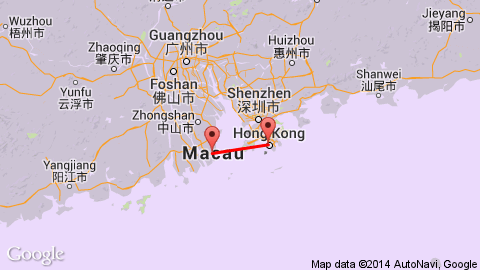 Jieyang
揭阳市
Wuzhou
梧州市
Guangzhou
广州市
Huizhou
惠州市
Zhaoqing
肇庆市
Shanwei
汕尾市
Foshan
佛山市
Yunfu
云浮市
Shenzhen
深圳市
Zhongshan
中山市
Hong Kong
Macau
Yangjiang
阳江市
Google
Map data ©2014 AutoNavi, Google